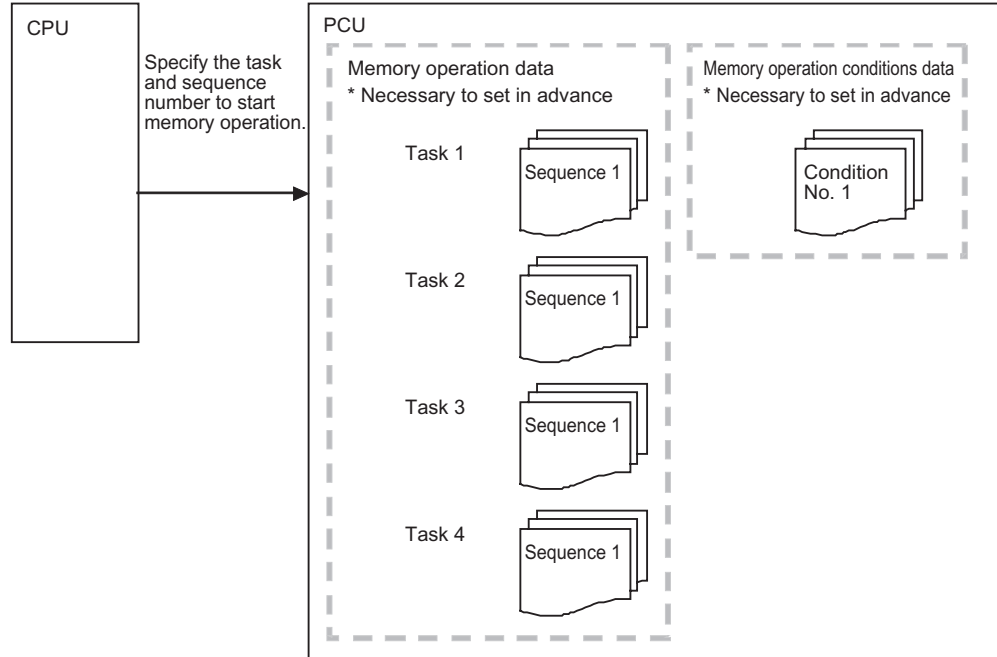 CPU
Specify the task
and sequence
number to start
memory operation.
PCU
Memory operation data
* Necessary to set in advance
Task 1
Sequence 1
Task 2
Sequence 1
Task 3
Sequence 1
Task 4
Sequence 1
Memory operation conditions data
* Necessary to set in advance
Condition
No. 1